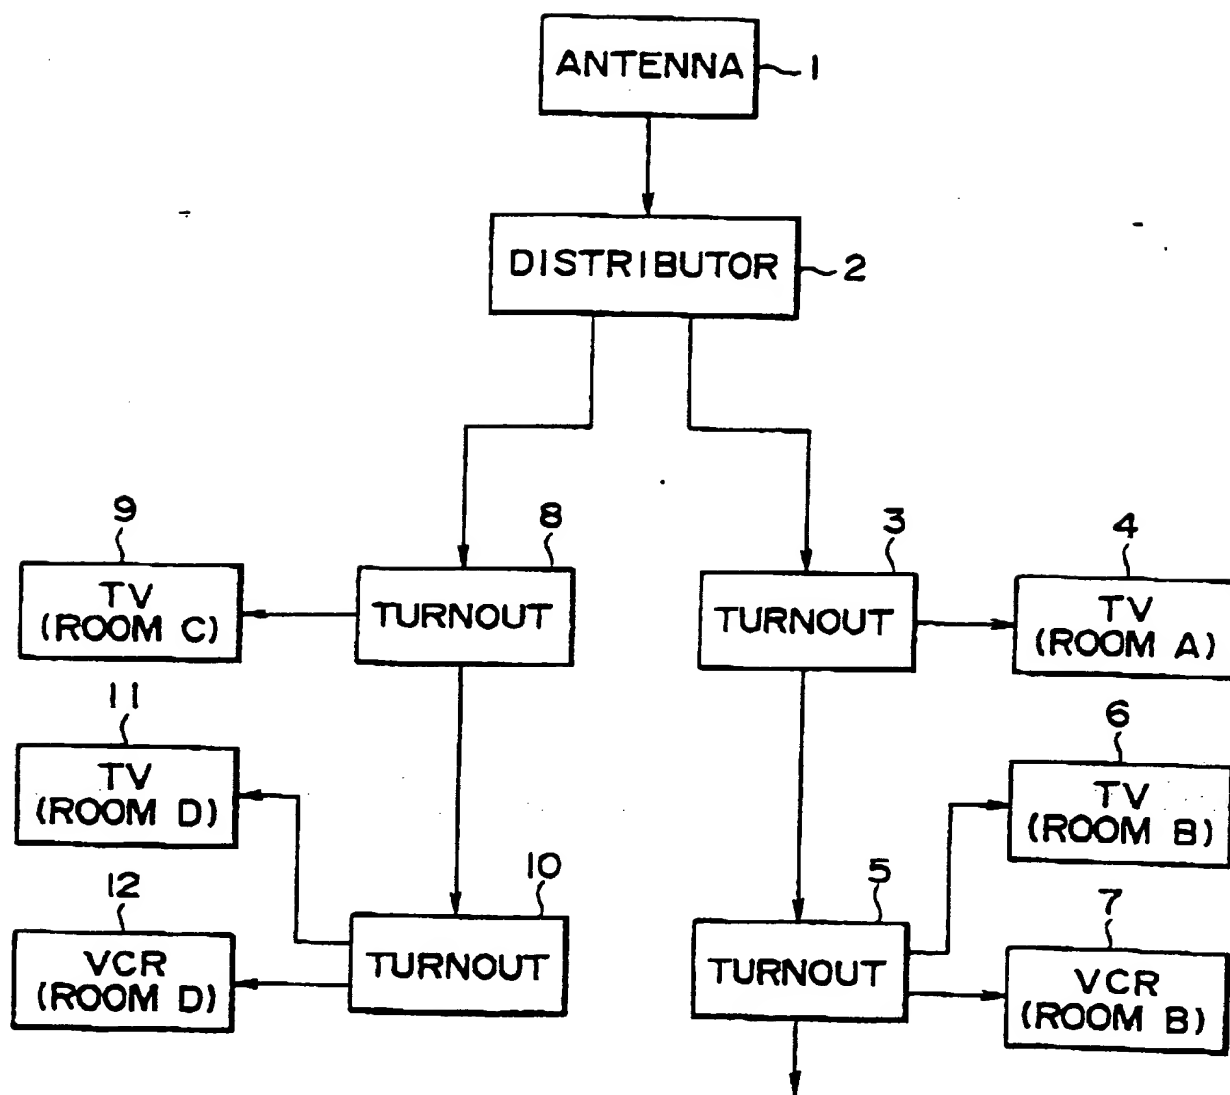 ANTENNA 1
DISTRIBUTOR 2
9
8
3
4
TV
(ROOM C)
TURNOUT
TURNOUT
TV
(ROOM A)
11
6
TV
(ROOM D)
TV
(ROOM B)
12
10
5
7
VCR
(ROOM D)
TURNOUT
TURNOUT
VCR
(ROOM B)